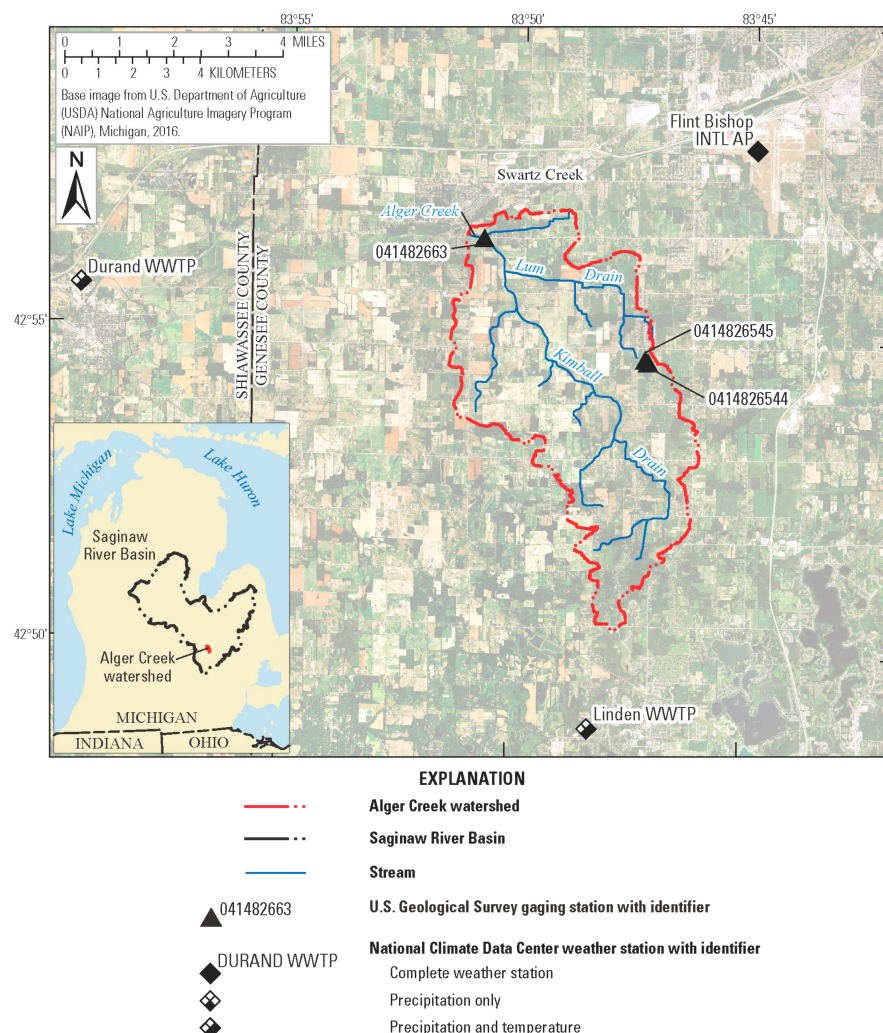 83°55'
83°50'
83°45'
0 1 2 3 4 MILES
0 1 2 3 4 KILOMETERS
Base image from U.S. Department of Agriculture
(USDA) National Agriculture Imagery Program
(NAIP), Michigan, 2016.
N
Flint Bishop
INTL AP
Swartz Creek
Alger Creek
041482663
Durand WWTP
Lum Drain
42°55'
SHIAWASSEE COUNTY
GENESEE COUNTY
0414826545
Kimball
0414826544
Drain
Lake Michigan
Lake Huron
Saginaw
River Basin
42°50'
Alger Creek
watershed
MICHIGAN
INDIANA
OHIO
Linden WWTP
EXPLANATION
Alger Creek watershed
Saginaw River Basin
Stream
041482663 U.S. Geological Survey gaging station with identifier
National Climate Data Center weather station with identifier
DURAND WWTP
Complete weather station
Precipitation only
Precipitation and temperature